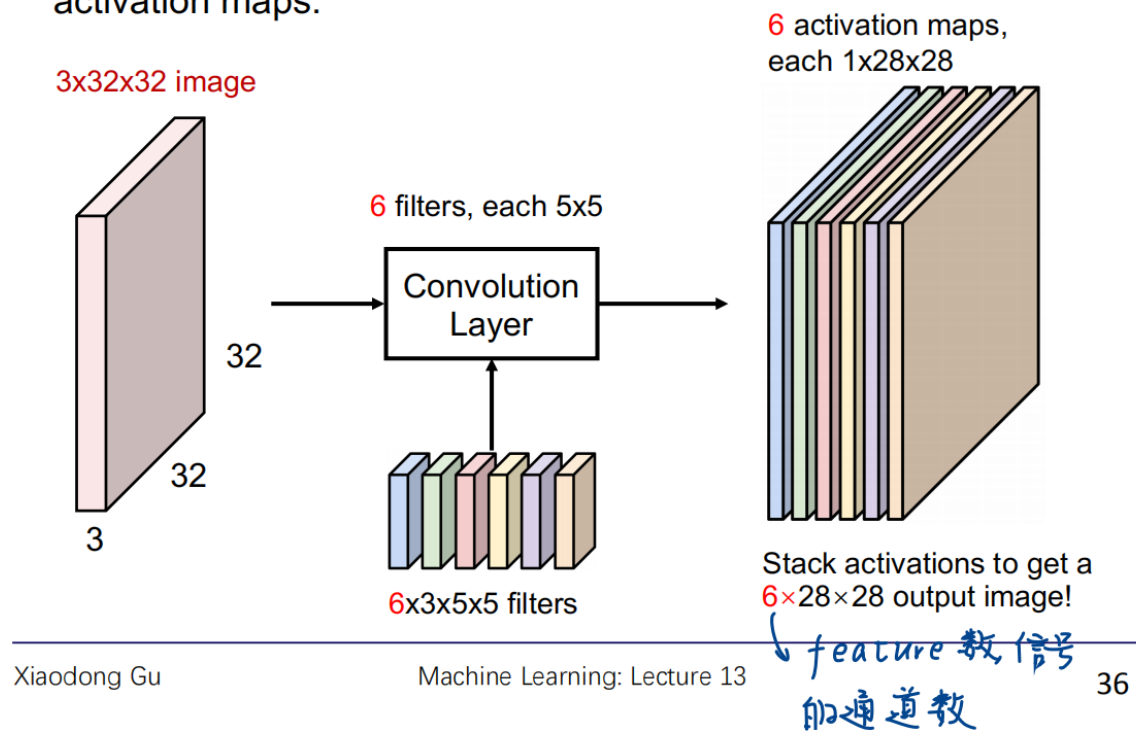 activation maps.
6 activation maps,
each 1x28x28
3x32x32 image
6 filters, each 5x5
Convolution
Layer
32
32
3
6x3x5x5 filters
Stack activations to get a
6×28×28 output image!
feature 数, 信号
的通道数
Xiaodong Gu
Machine Learning: Lecture 13
36